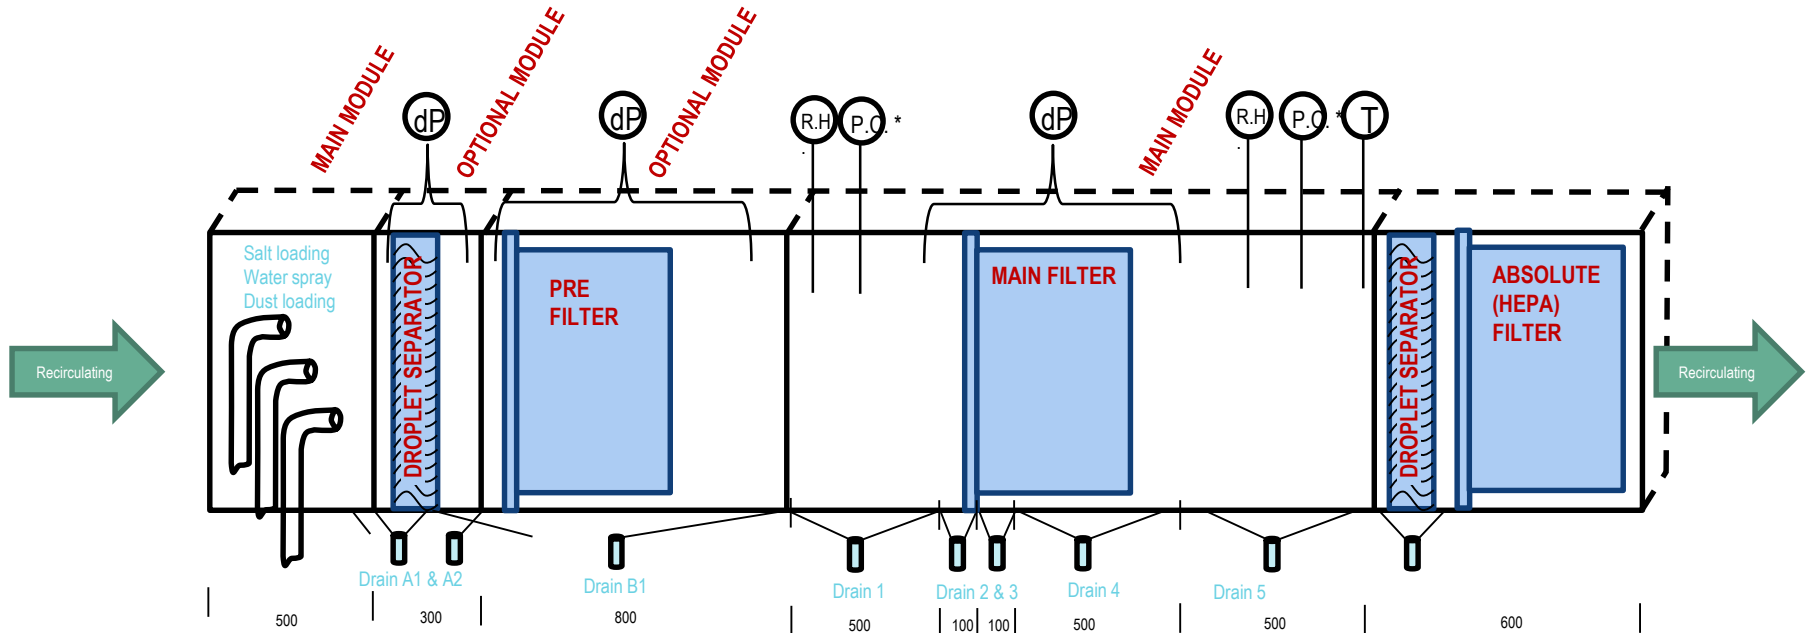 MAIN MODULE
OPTIONAL MODULE
OPTIONAL MODULE
MAIN MODULE
dP
dP
R.H
.
P.C. *
dP
R.H
.
P.C. *
T
Salt loading
Water spray
Dust loading
DROPLET SEPARATOR
PRE
FILTER
MAIN FILTER
DROPLET SEPARATOR
ABSOLUTE
(HEPA)
FILTER
Recirculating
Recirculating
Drain A1 & A2
Drain B1
Drain 1
Drain 2 & 3
Drain 4
Drain 5
500
300
800
500
100
100
500
500
600